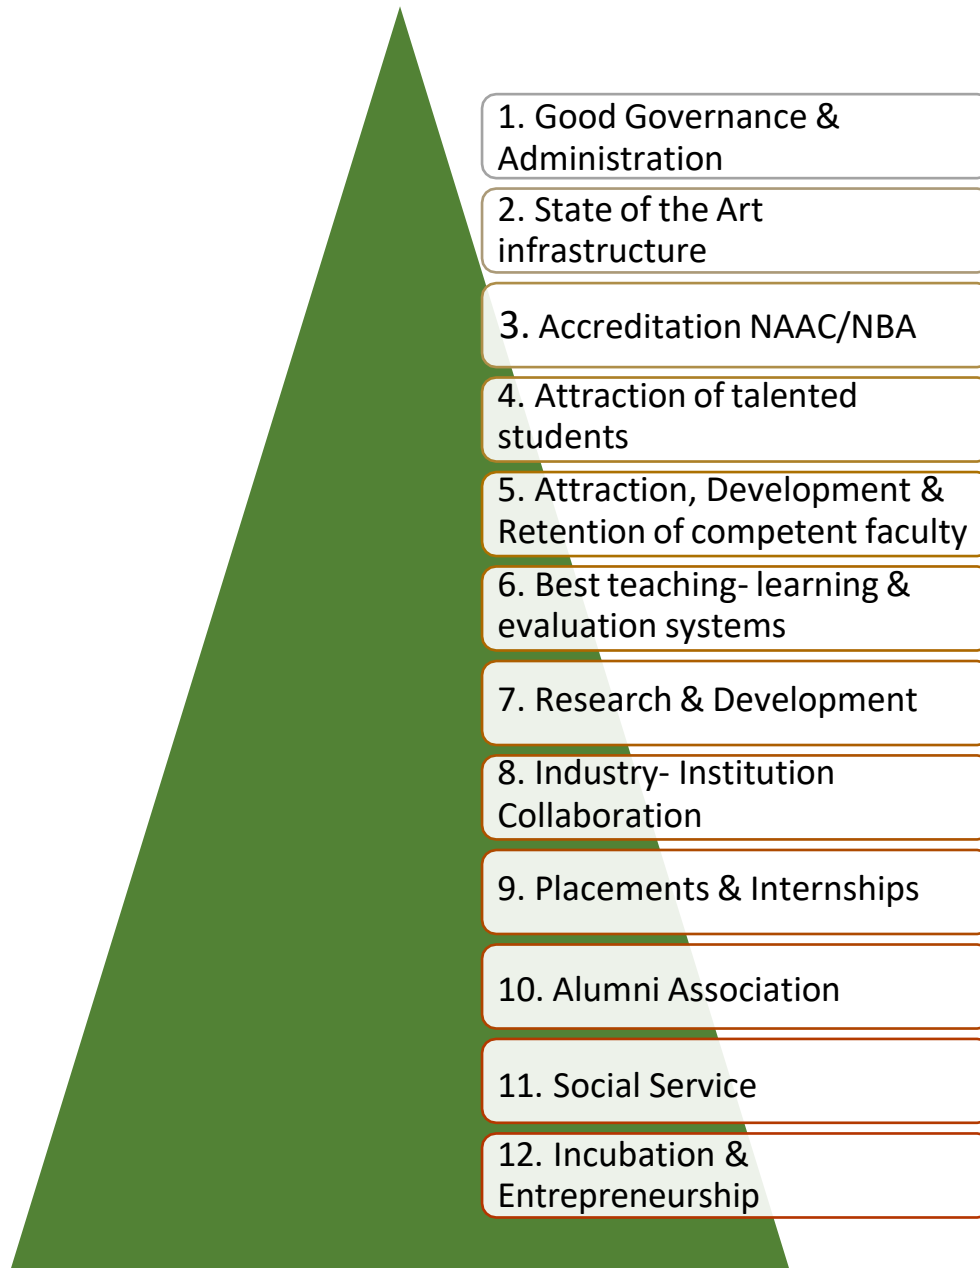 1. Good Governance &
Administration
2. State of the Art
infrastructure
3. Accreditation NAAC/NBA
4. Attraction of talented
students
5. Attraction, Development &
Retention of competent faculty
6. Best teaching- learning &
evaluation systems
7. Research & Development
8. Industry- Institution
Collaboration
9. Placements & Internships
10. Alumni Association
11. Social Service
12. Incubation &
Entrepreneurship